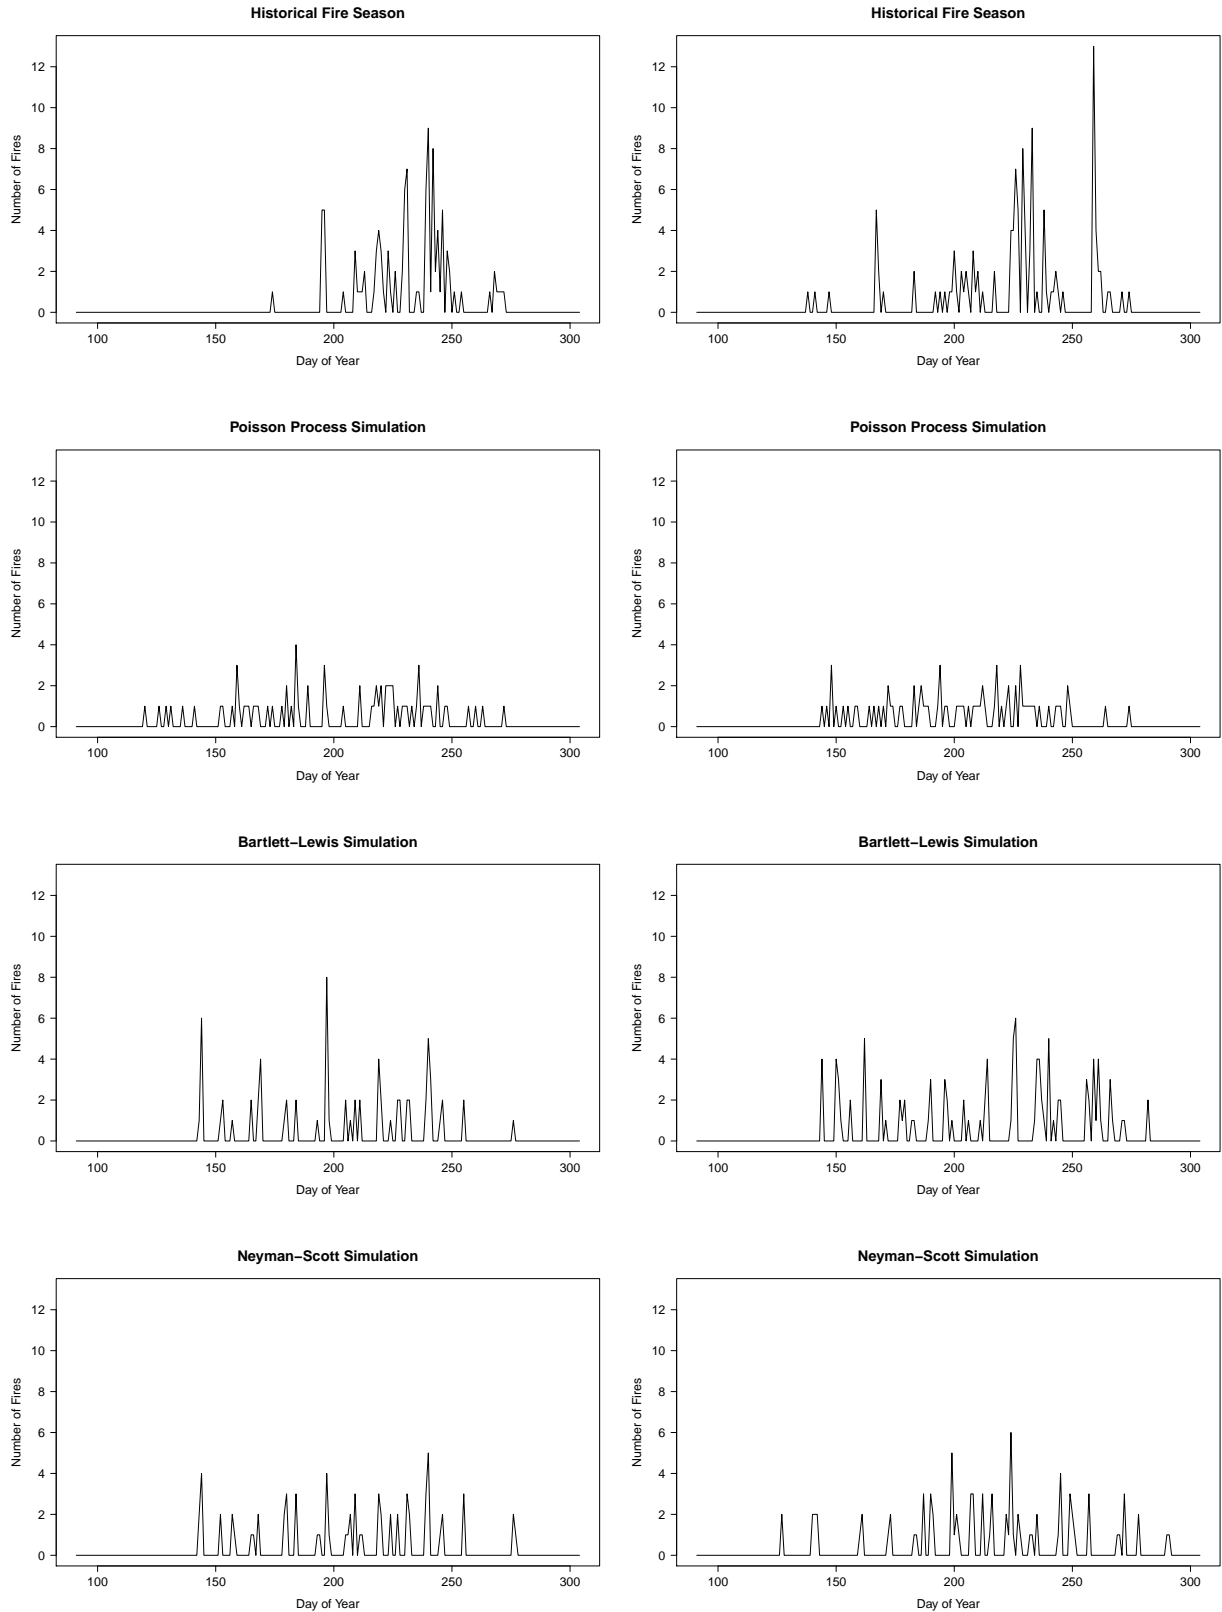 Historical Fire Season
Number of Fires
12
10
8
6
4
2
0
100 150 200 250 300
Day of Year
Historical Fire Season
Number of Fires
12
10
8
6
4
2
0
100 150 200 250 300
Day of Year
Poisson Process Simulation
Number of Fires
12
10
8
6
4
2
0
100 150 200 250 300
Day of Year
Poisson Process Simulation
Number of Fires
12
10
8
6
4
2
0
100 150 200 250 300
Day of Year
Bartlett−Lewis Simulation
Number of Fires
12
10
8
6
4
2
0
100 150 200 250 300
Day of Year
Bartlett−Lewis Simulation
Number of Fires
12
10
8
6
4
2
0
100 150 200 250 300
Day of Year
Neyman−Scott Simulation
Number of Fires
12
10
8
6
4
2
0
100 150 200 250 300
Day of Year
Neyman−Scott Simulation
Number of Fires
12
10
8
6
4
2
0
100 150 200 250 300
Day of Year